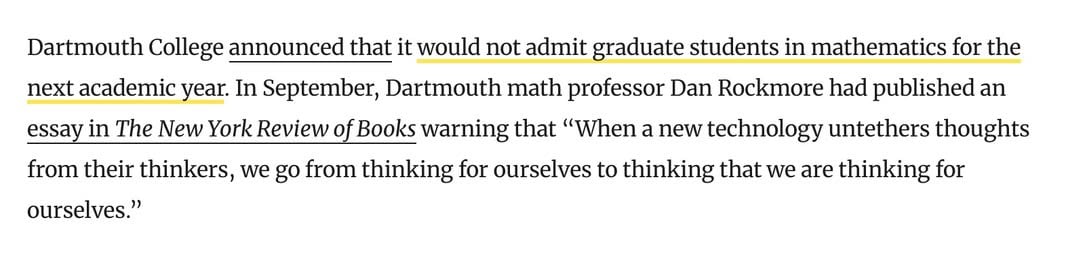 Dartmouth College announced that it would not admit graduate students in mathematics for the
next academic year. In September, Dartmouth math professor Dan Rockmore had published an
essay in The New York Review of Books warning that “When a new technology untethers thoughts
from their thinkers, we go from thinking for ourselves to thinking that we are thinking for
ourselves.”